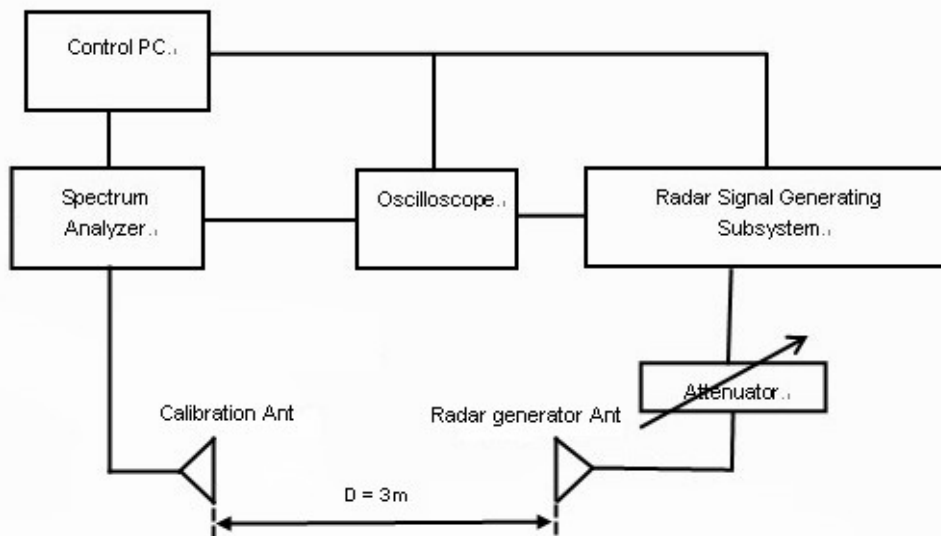 Control PC
Spectrum
Analyzer
Oscilloscope
Radar Signal Generating
Subsystem
Attenuator
Calibration Ant
Radar generator Ant
D = 3m